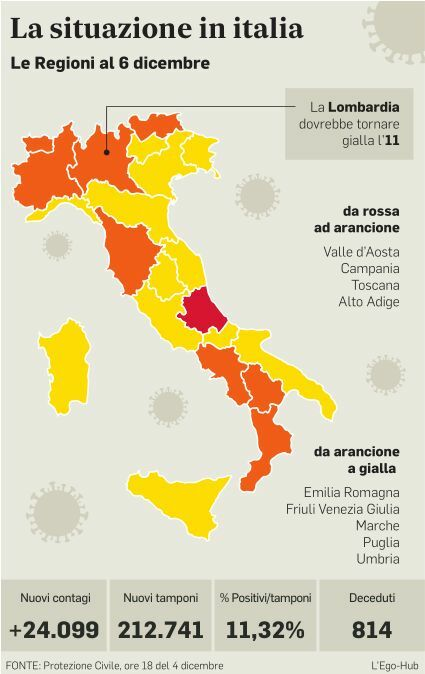 La situazione in italia
Le Regioni al 6 dicembre
La Lombardia
dovrebbe tornare
gialla l'11
da rossa
ad arancione
Valle d'Aosta
Campania
Toscana
Alto Adige
da arancione
a gialla
Emilia Romagna
Friuli Venezia Giulia
Marche
Puglia
Umbria
Nuovi contagi
+24.099
Nuovi tamponi
212.741
% Positivi/tamponi
11,32%
Deceduti
814
FONTE: Protezione Civile, ore 18 del 4 dicembre
L'Ego-Hub